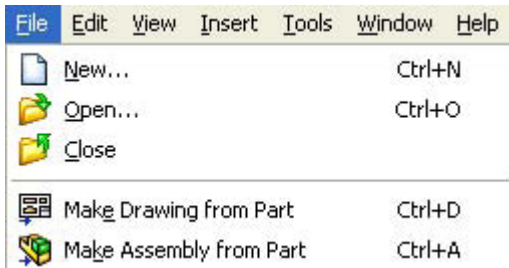 File Edit View Insert Tools Window Help
New... Ctrl+N
Open... Ctrl+O
Close
Make Drawing from Part Ctrl+D
Make Assembly from Part Ctrl+A